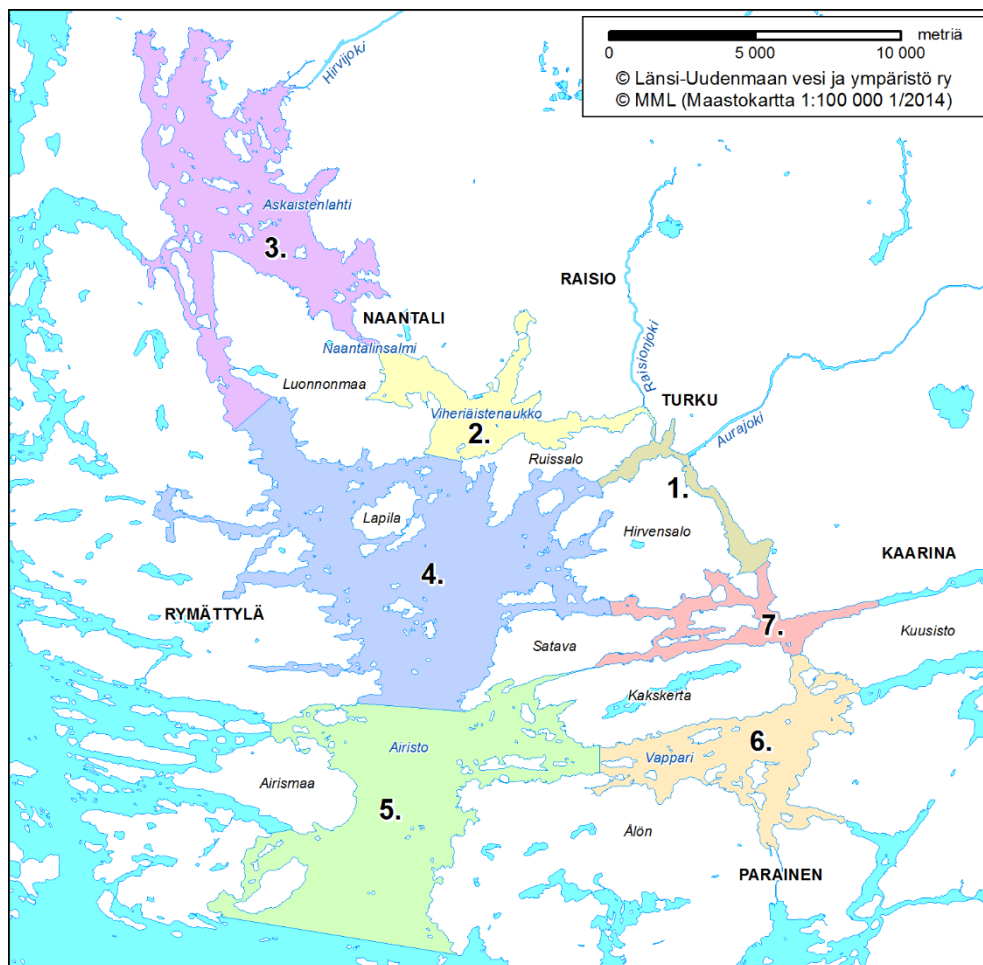 Hirvijoki
metriä
0 5 000 10 000
© Länsi-Uudenmaan vesi ja ympäristö ry
© MML (Maastokartta 1:100 000 1/2014)
Askaistenlahti
3.
RAISIO
NAANTALI
Naantalinsalmi
Raisionjoki
Luonnonmaa
TURKU
Viheriäistenaukko
2.
Aurajoki
Ruissalo
1.
Lapila
Hirvensalo
KAARINA
4.
RYMÄTTYLÄ
7.
Kuusisto
Satava
Kakskerta
6.
Airisto
Vappari
Airismaa
5.
Ålön
PARAINEN